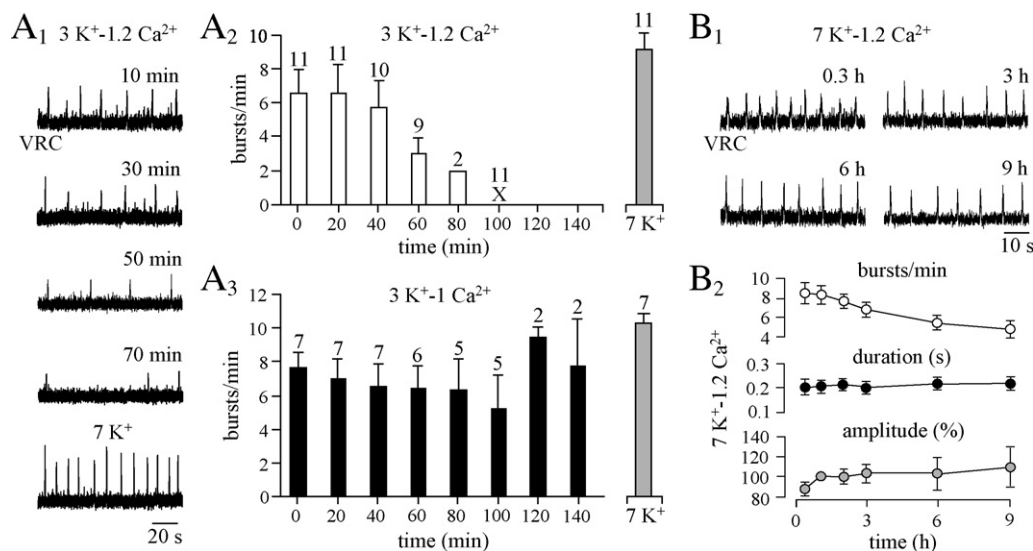 A1 3 K+-1.2 Ca2+
10 min
VRC
30 min
50 min
70 min
7 K+
20 s
A2 3 K+-1.2 Ca2+
bursts/min
10
8
6
4
2
0
11 11 10 9 2 11
X
0 20 40 60 80 100 120 140
time (min)
11
7 K+
A3 3 K+-1 Ca2+
bursts/min
12
10
8
6
4
2
0
7 7 7 6 5 5 2 2
0 20 40 60 80 100 120 140
time (min)
7
7 K+
B1 7 K+-1.2 Ca2+
0.3 h 3 h
VRC
6 h 9 h
10 s
B2 bursts/min
7 K+-1.2 Ca2+
10
8
6
4
duration (s)
0.3
0.2
0.1
amplitude (%)
140
120
100
80
0 3 6 9
time (h)